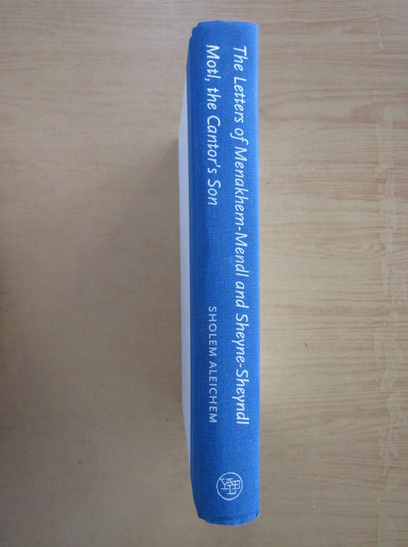 The Letters of Menakhem-Mendl and Sheyne-Sheyndl
Motl, the Cantor's Son
SHOLEM ALEICHEM